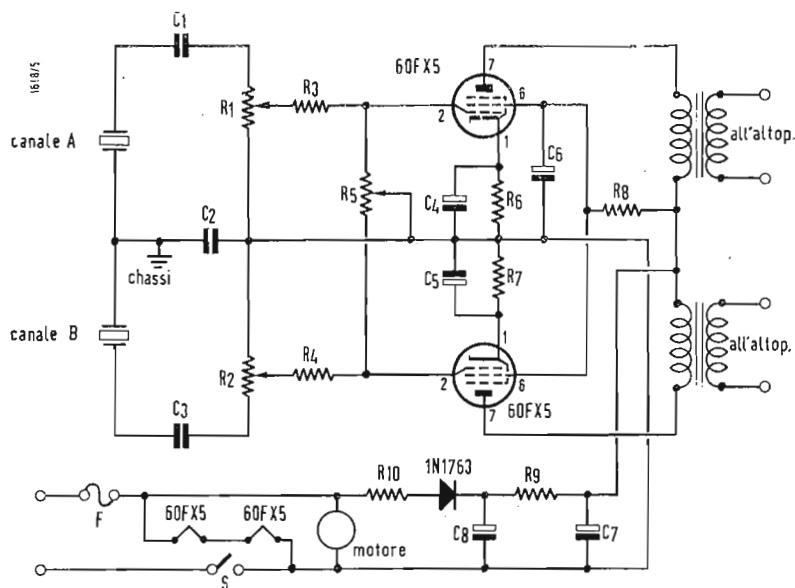 1618/5
C1
R1
R3
60FX5
7
6
2
1
canale A
C6
all'altop.
R5
C4
R6
R8
C2
chassi
C5
R7
canale B
R2
R4
1
2
6
7
60FX5
all'altop.
C3
F
60FX5
60FX5
motore
S
R10
1N1763
R9
C8
C7